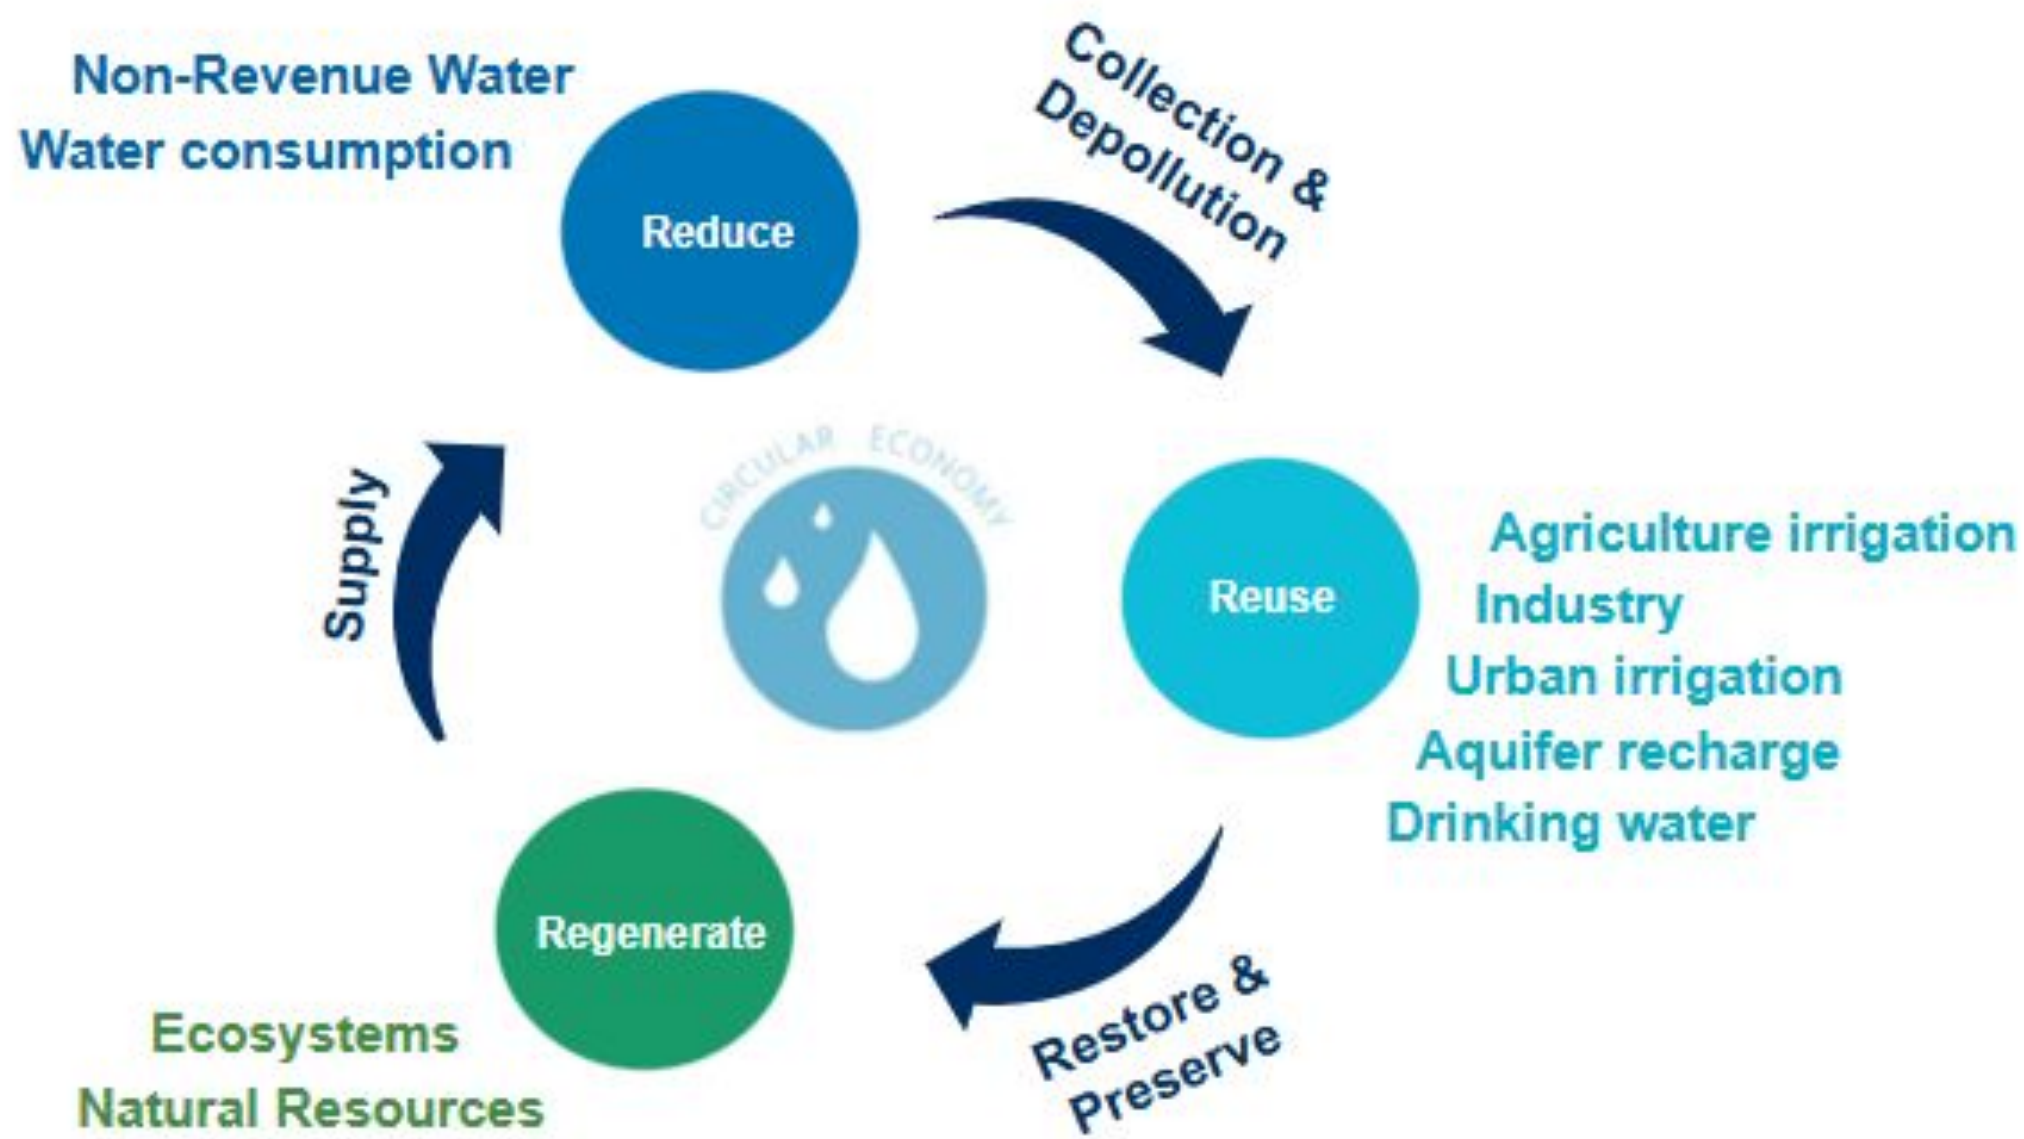 Non-Revenue Water
Water consumption
Reduce
Collection &
Depollution
CIRCULAR ECONOMY
Supply
Reuse
Agriculture irrigation
Industry
Urban irrigation
Aquifer recharge
Drinking water
Regenerate
Restore &
Preserve
Ecosystems
Natural Resources